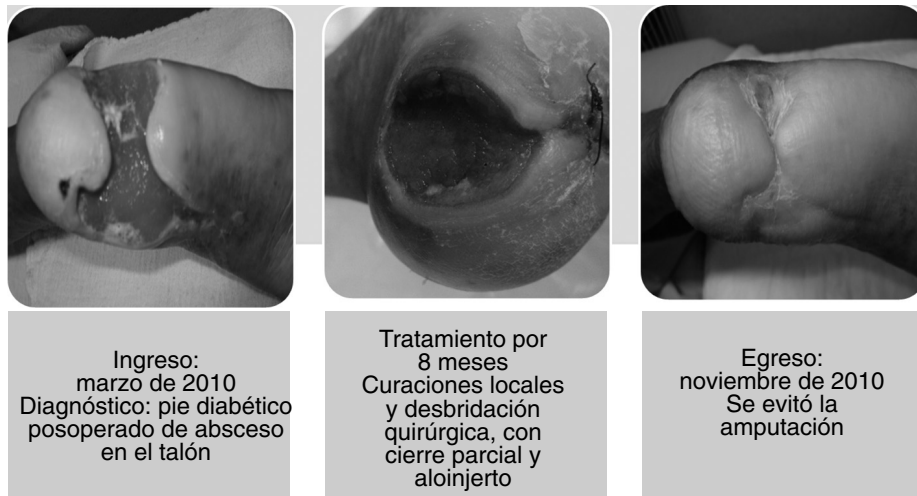 Ingreso:
marzo de 2010
Diagnóstico: pie diabético
posoperado de absceso
en el talón
Tratamiento por
8 meses
Curaciones locales
y desbridación
quirúrgica, con
cierre parcial y
aloinjerto
Egreso:
noviembre de 2010
Se evitó la
amputación